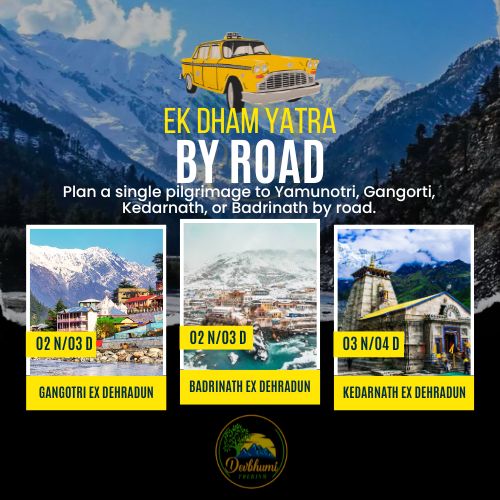 EK DHAM YATRA
BY ROAD
Plan a single pilgrimage to Yamunotri, Gangorti,
Kedarnath, or Badrinath by road.
02 N/03 D
GANGOTRI EX DEHRADUN
02 N/03 D
BADRINATH EX DEHRADUN
03 N/04 D
KEDARNATH EX DEHRADUN
Devbhumi
TOURISM